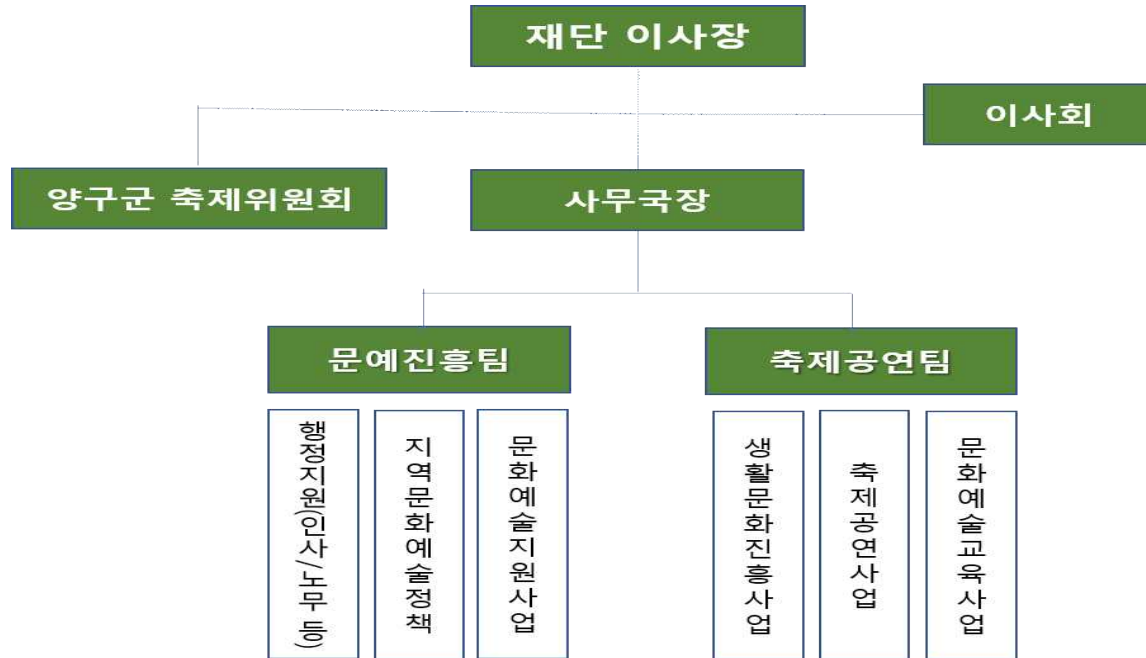 재단 이사장
이사회
양구군 축제위원회
사무국장
문예진흥팀
축제공연팀
행정지원(인사/노무 등)
지역문화예술정책
문화예술지원사업
생활문화진흥사업
축제공연사업
문화예술교육사업